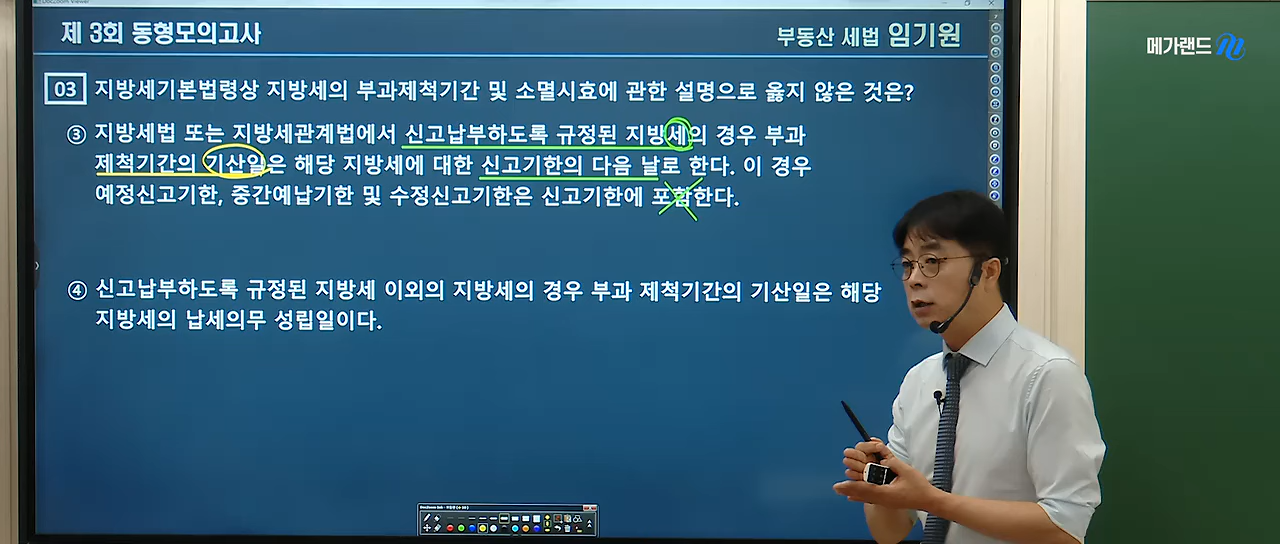 DocZoom Viewer
제 3회 동형모의고사
부동산 세법 임기원
메가랜드
03 지방세기본법령상 지방세의 부과제척기간 및 소멸시효에 관한 설명으로 옳지 않은 것은?
③ 지방세법 또는 지방세관계법에서 신고납부하도록 규정된 지방세의 경우 부과
제척기간의 기산일은 해당 지방세에 대한 신고기한의 다음 날로 한다. 이 경우
예정신고기한, 중간예납기한 및 수정신고기한은 신고기한에 포함한다.
④ 신고납부하도록 규정된 지방세 이외의 지방세의 경우 부과 제척기간의 기산일은 해당
지방세의 납세의무 성립일이다.